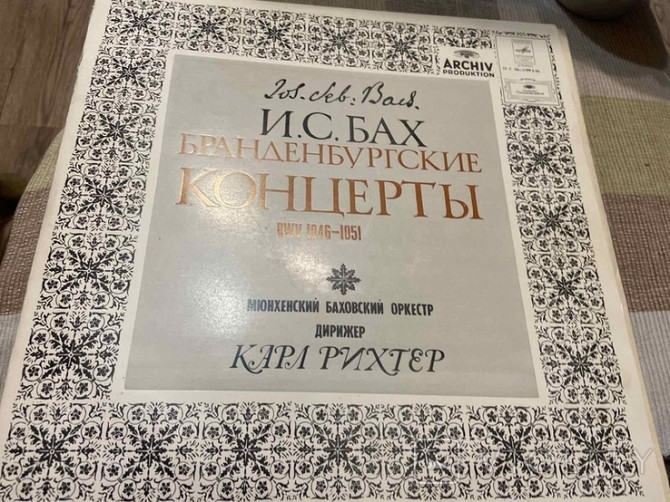 ARCHIV
PRODUKTION
Joh. Seb: Bach.
И.С. БАХ
БРАНДЕНБУРГСКИЕ
КОНЦЕРТЫ
BWV 1046–1051
МЮНХЕНСКИЙ БАХОВСКИЙ ОРКЕСТР
ДИРИЖЕР
КАРЛ РИХТЕР